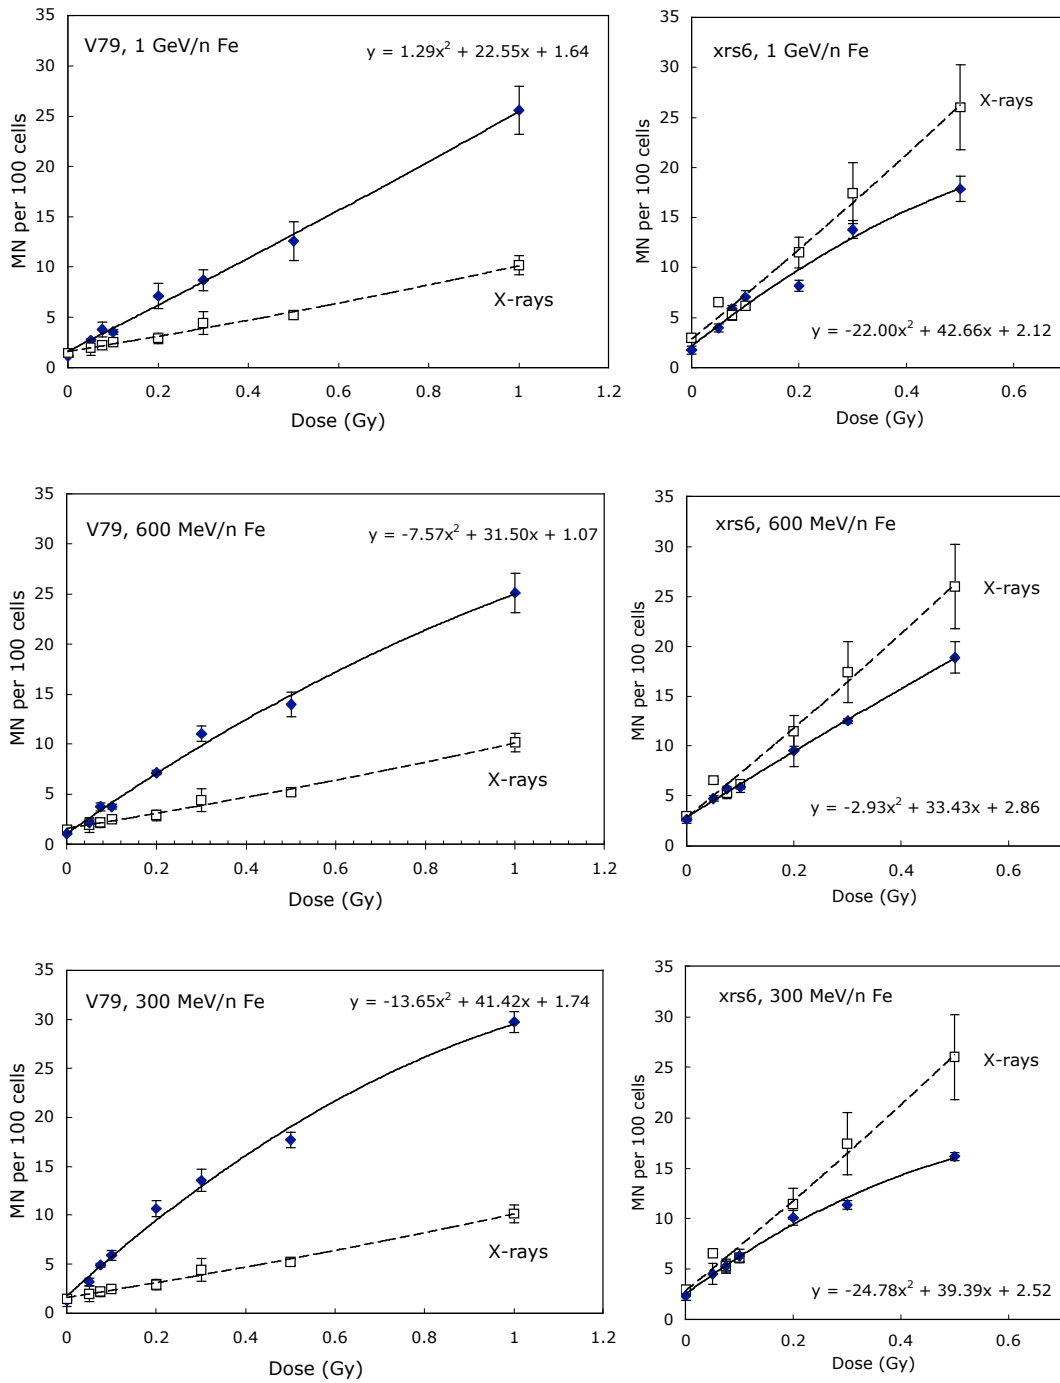 V79, 1 GeV/n Fe
y = 1.29x² + 22.55x + 1.64
MN per 100 cells
35
30
25
20
15
10
5
0
X-rays
0 0.2 0.4 0.6 0.8 1 1.2
Dose (Gy)
xrs6, 1 GeV/n Fe
X-rays
MN per 100 cells
35
30
25
20
15
10
5
0
y = -22.00x² + 42.66x + 2.12
0 0.2 0.4 0.6
Dose (Gy)
V79, 600 MeV/n Fe
y = -7.57x² + 31.50x + 1.07
MN per 100 cells
35
30
25
20
15
10
5
0
X-rays
0 0.2 0.4 0.6 0.8 1 1.2
Dose (Gy)
xrs6, 600 MeV/n Fe
X-rays
MN per 100 cells
35
30
25
20
15
10
5
0
y = -2.93x² + 33.43x + 2.86
0 0.2 0.4 0.6
Dose (Gy)
V79, 300 MeV/n Fe
y = -13.65x² + 41.42x + 1.74
MN per 100 cells
35
30
25
20
15
10
5
0
X-rays
0 0.2 0.4 0.6 0.8 1 1.2
Dose (Gy)
xrs6, 300 MeV/n Fe
X-rays
MN per 100 cells
35
30
25
20
15
10
5
0
y = -24.78x² + 39.39x + 2.52
0 0.2 0.4 0.6
Dose (Gy)